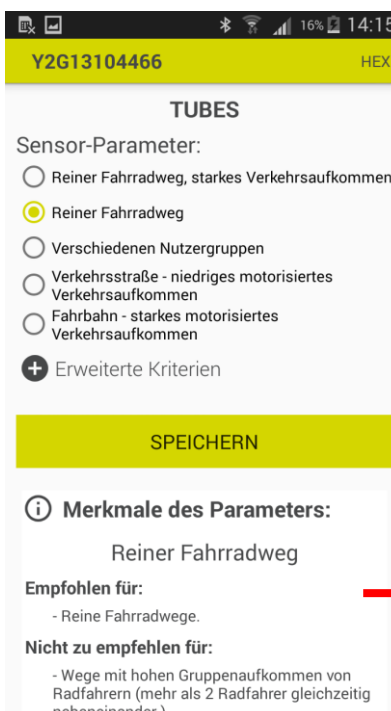 16% 14:15
Y2G13104466 HEX
TUBES
Sensor-Parameter:
Reiner Fahrradweg, starkes Verkehrsaufkommen
Reiner Fahrradweg
Verschiedenen Nutzergruppen
Verkehrsstraße - niedriges motorisiertes
Verkehrsaufkommen
Fahrbahn - starkes motorisiertes
Verkehrsaufkommen
Erweiterte Kriterien
SPEICHERN
Merkmale des Parameters:
Reiner Fahrradweg
Empfohlen für:
- Reine Fahrradwege.
Nicht zu empfehlen für:
- Wege mit hohen Gruppenaufkommen von
Radfahrern (mehr als 2 Radfahrer gleichzeitig
nebeneinander.)